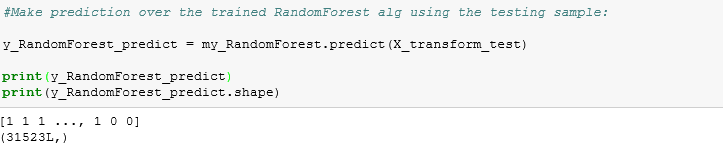 #Make prediction over the trained RandomForest alg using the testing sample:
y_RandomForest_predict = my_RandomForest.predict(X_transform_test)
print(y_RandomForest_predict)
print(y_RandomForest_predict.shape)
[1 1 1 ..., 1 0 0]
(31523L,)